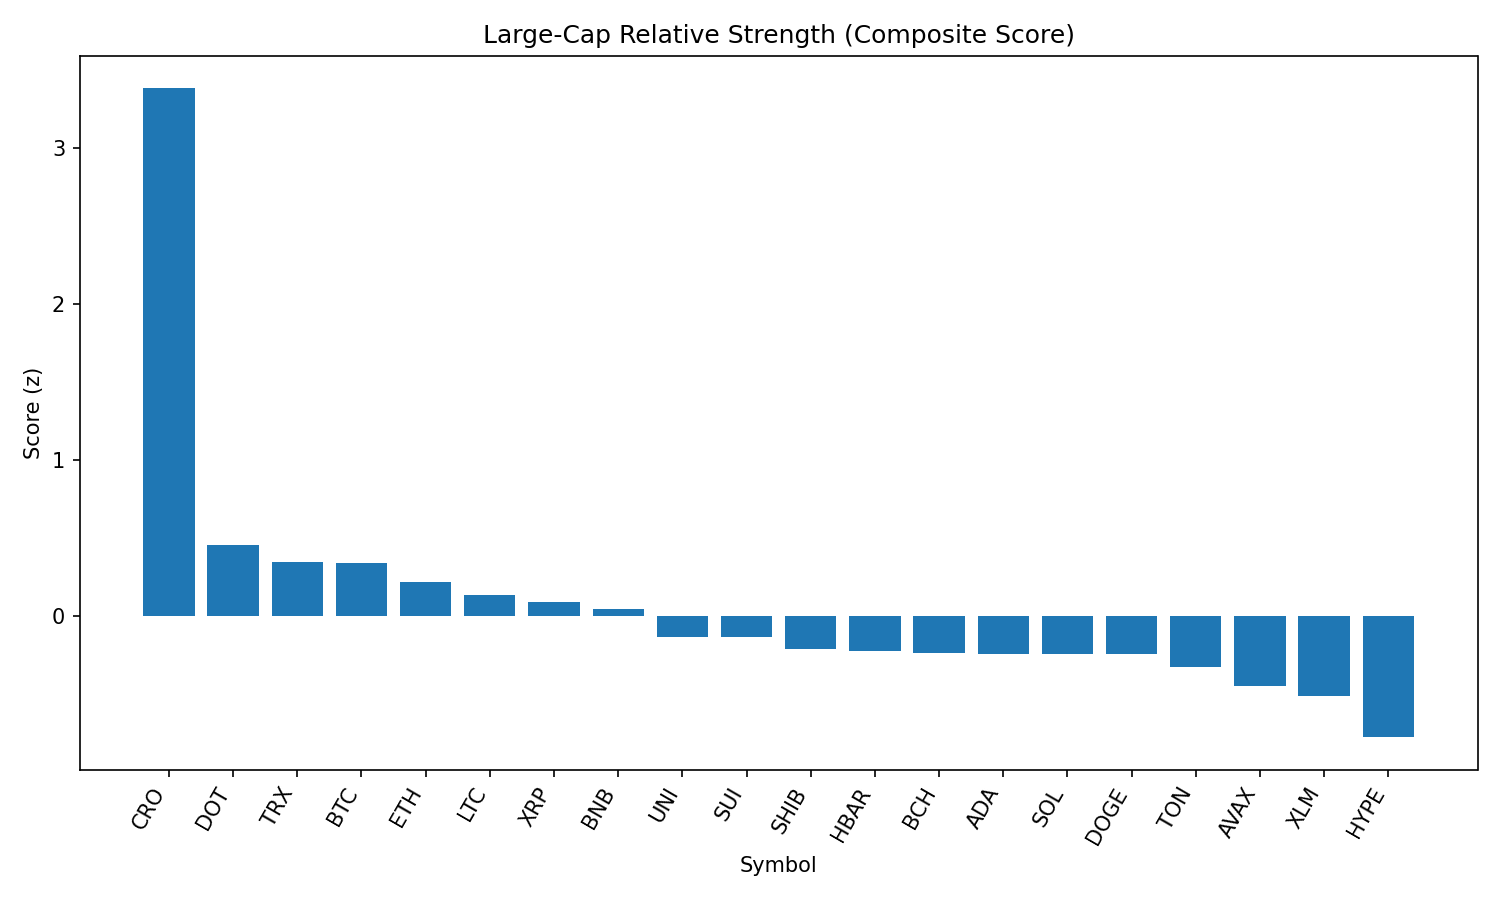 Large-Cap Relative Strength (Composite Score)
Score (z)
3
2
1
0
CRO
DOT
TRX
BTC
ETH
LTC
XRP
BNB
UNI
SUI
SHIB
HBAR
BCH
ADA
SOL
DOGE
TON
AVAX
XLM
HYPE
Symbol